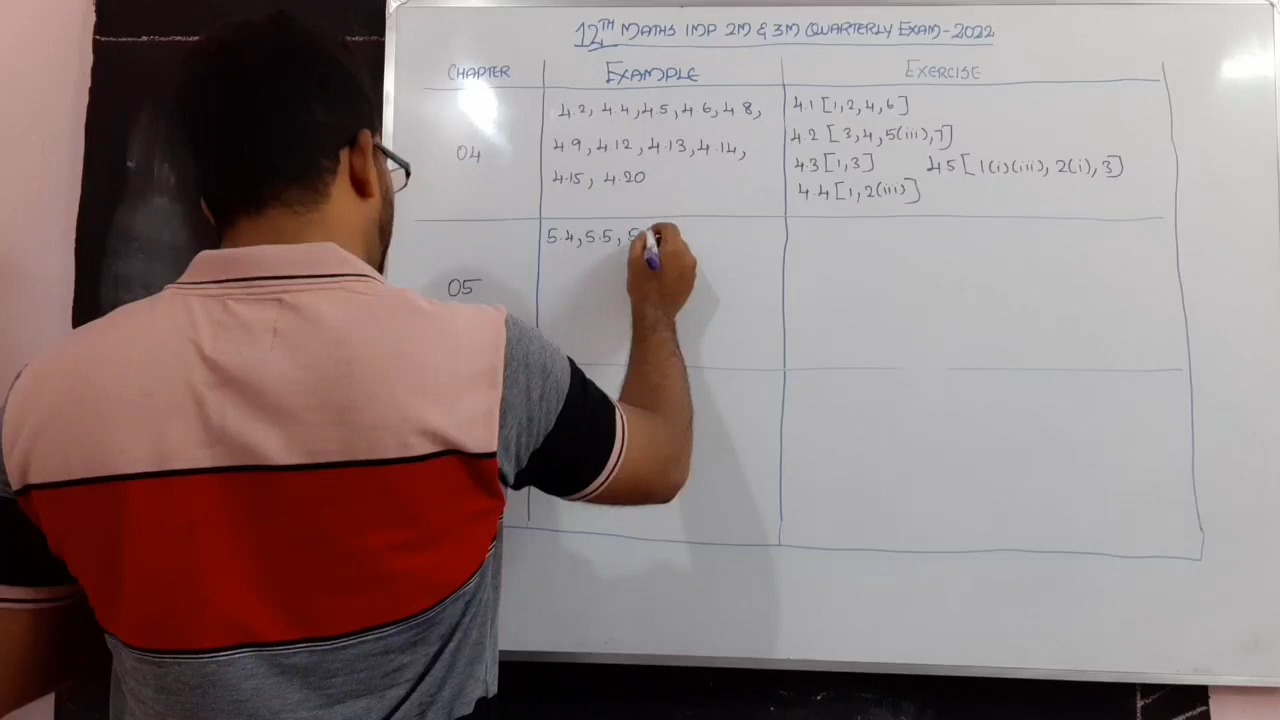 12TH MATHS IMP 2M & 3M QUARTERLY EXAM-2022
CHAPTER EXAMPLE EXERCISE
04
4.2, 4.4, 4.5, 4.6, 4.8,
4.9, 4.12, 4.13, 4.14,
4.15, 4.20
4.1 [1, 2, 4, 6]
4.2 [3, 4, 5(iii), 7]
4.3 [1, 3] 4.5 [1(i)(iii), 2(i), 3]
4.4 [1, 2(iii)]
05
5.4, 5.5,